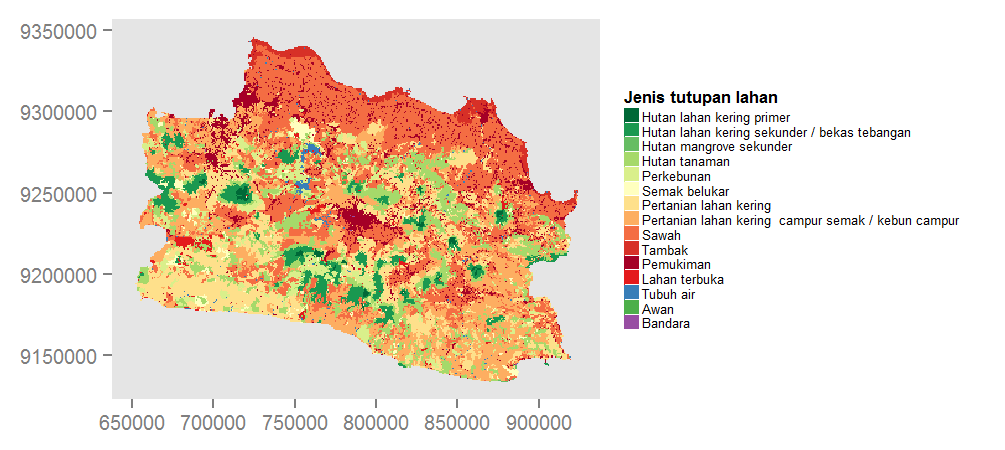 9350000
9300000
9250000
9200000
9150000
650000 700000 750000 800000 850000 900000
Jenis tutupan lahan
Hutan lahan kering primer
Hutan lahan kering sekunder / bekas tebangan
Hutan mangrove sekunder
Hutan tanaman
Perkebunan
Semak belukar
Pertanian lahan kering
Pertanian lahan kering  campur semak / kebun campur
Sawah
Tambak
Pemukiman
Lahan terbuka
Tubuh air
Awan
Bandara